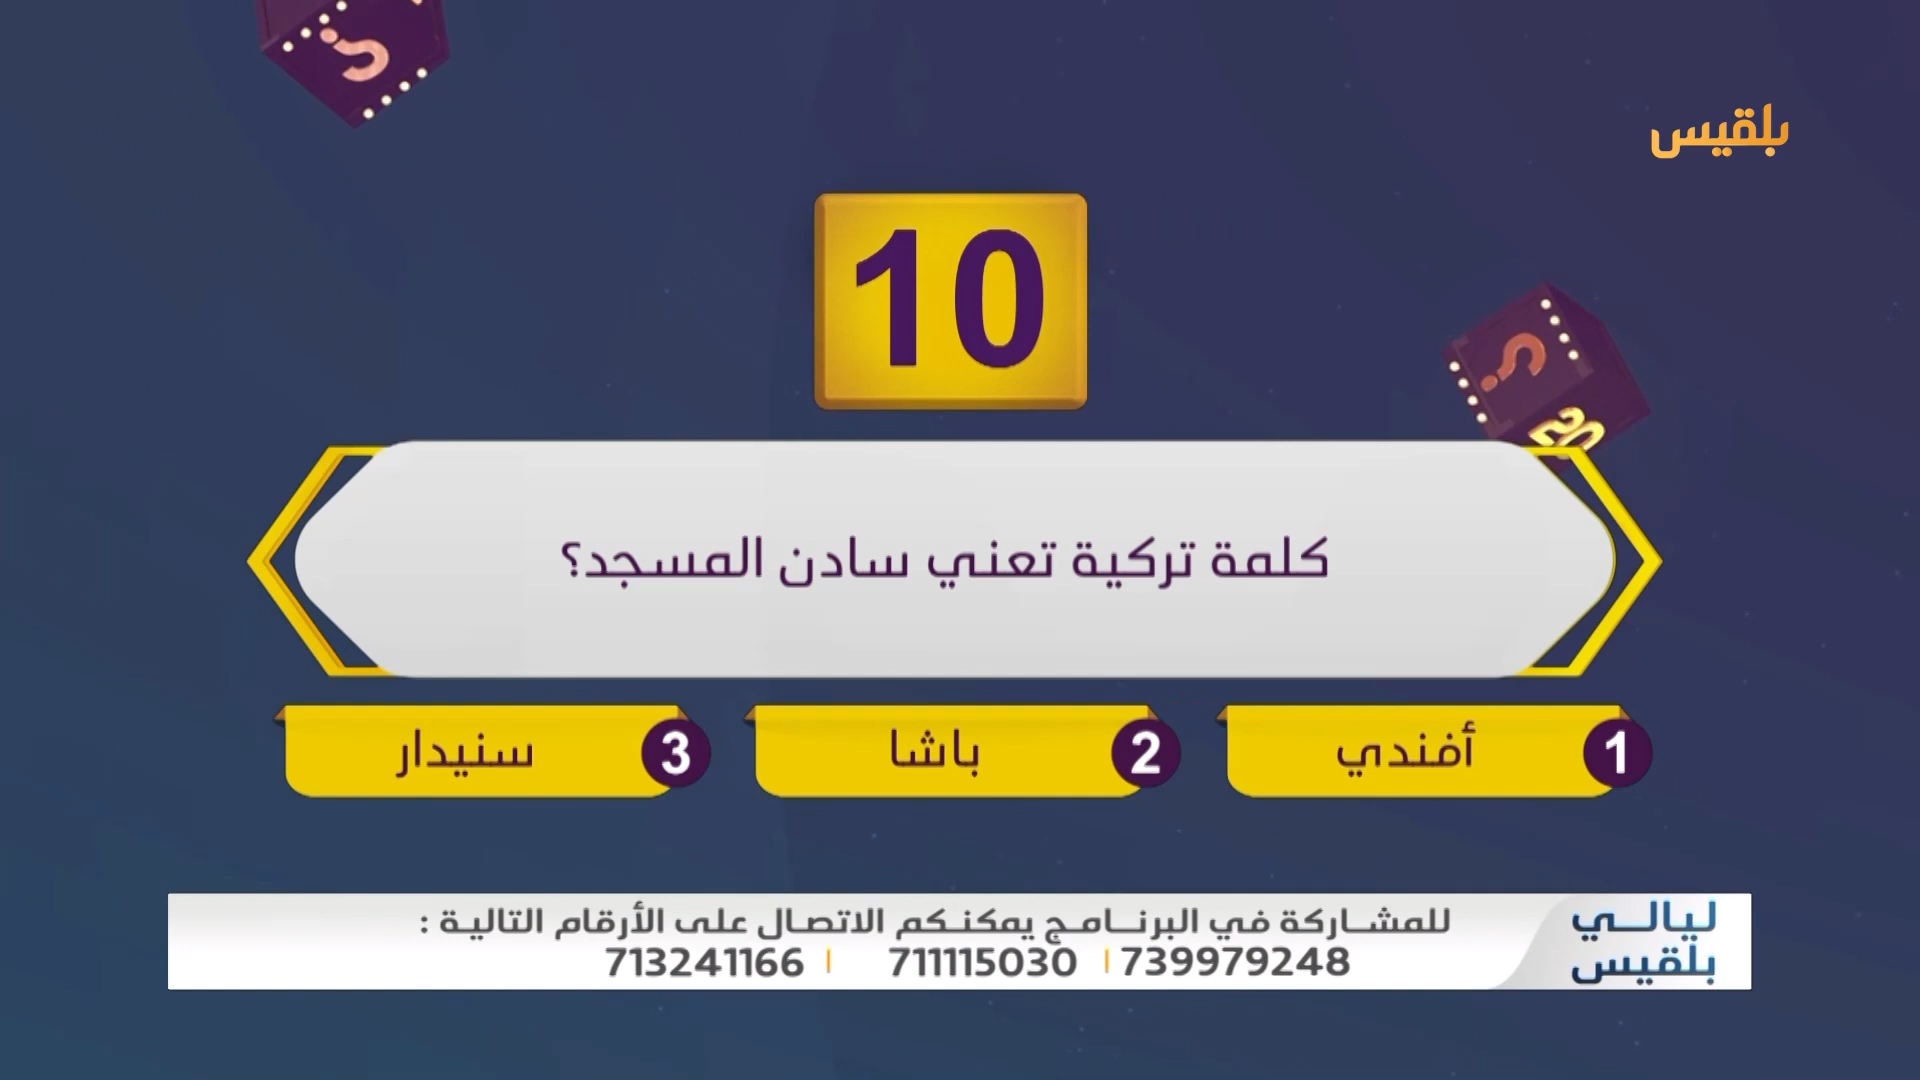 بلقيس
10
20
كلمة تركية تعني سادن المسجد؟
1 أفندي
2 باشا
3 سنيدار
ليالي بلقيس
للمشاركة في البرنامج يمكنكم الاتصال على الأرقام التالية :
739979248 | 711115030 | 713241166